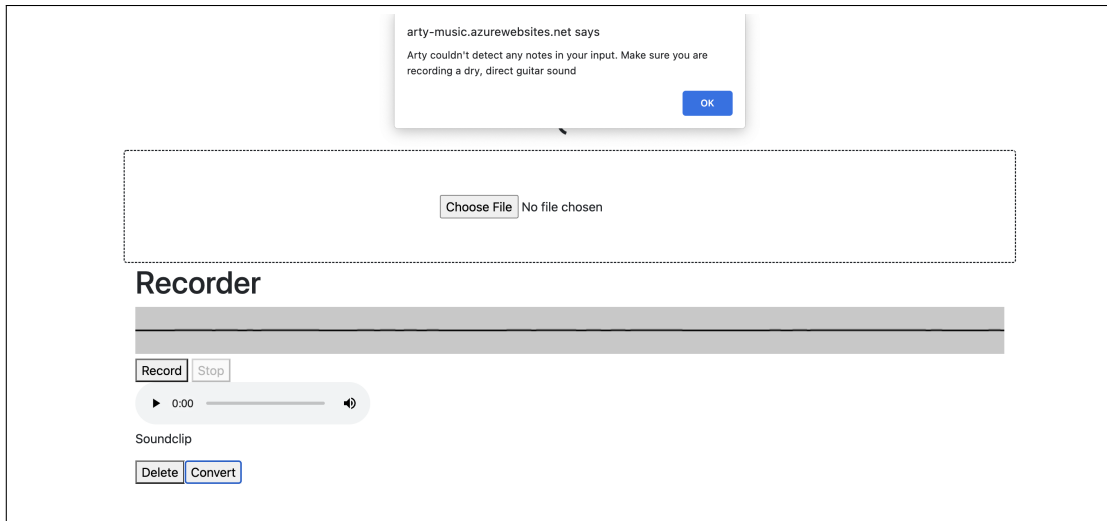 arty-music.azurewebsites.net says
Arty couldn't detect any notes in your input. Make sure you are
recording a dry, direct guitar sound
OK
Choose File No file chosen
Recorder
Record Stop
0:00
Soundclip
Delete Convert